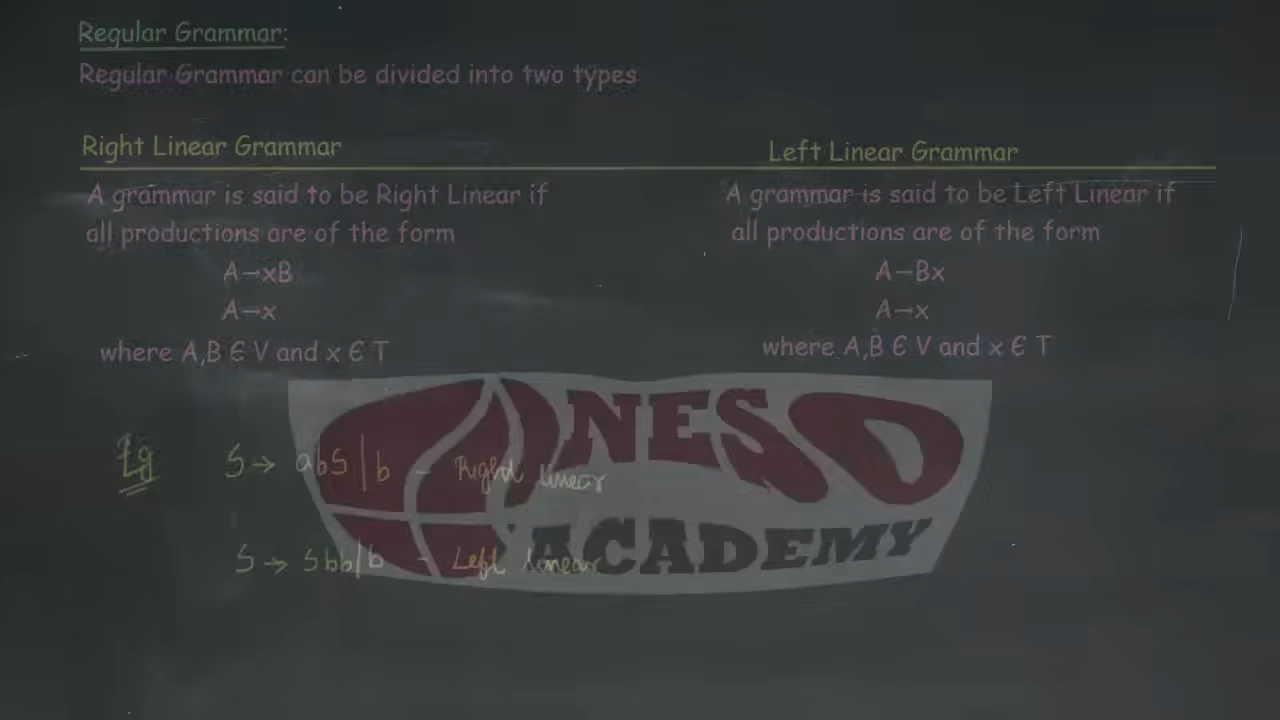 Regular Grammar:
Regular Grammar can be divided into two types
Right Linear Grammar
A grammar is said to be Right Linear if
all productions are of the form
A→xB
A→x
where A,B Є V and x Є T
Left Linear Grammar
A grammar is said to be Left Linear if
all productions are of the form
A→Bx
A→x
where A,B Є V and x Є T
Eg S → abS | b - Right linear
S → Sbb/b - Left linear
NESO
ACADEMY